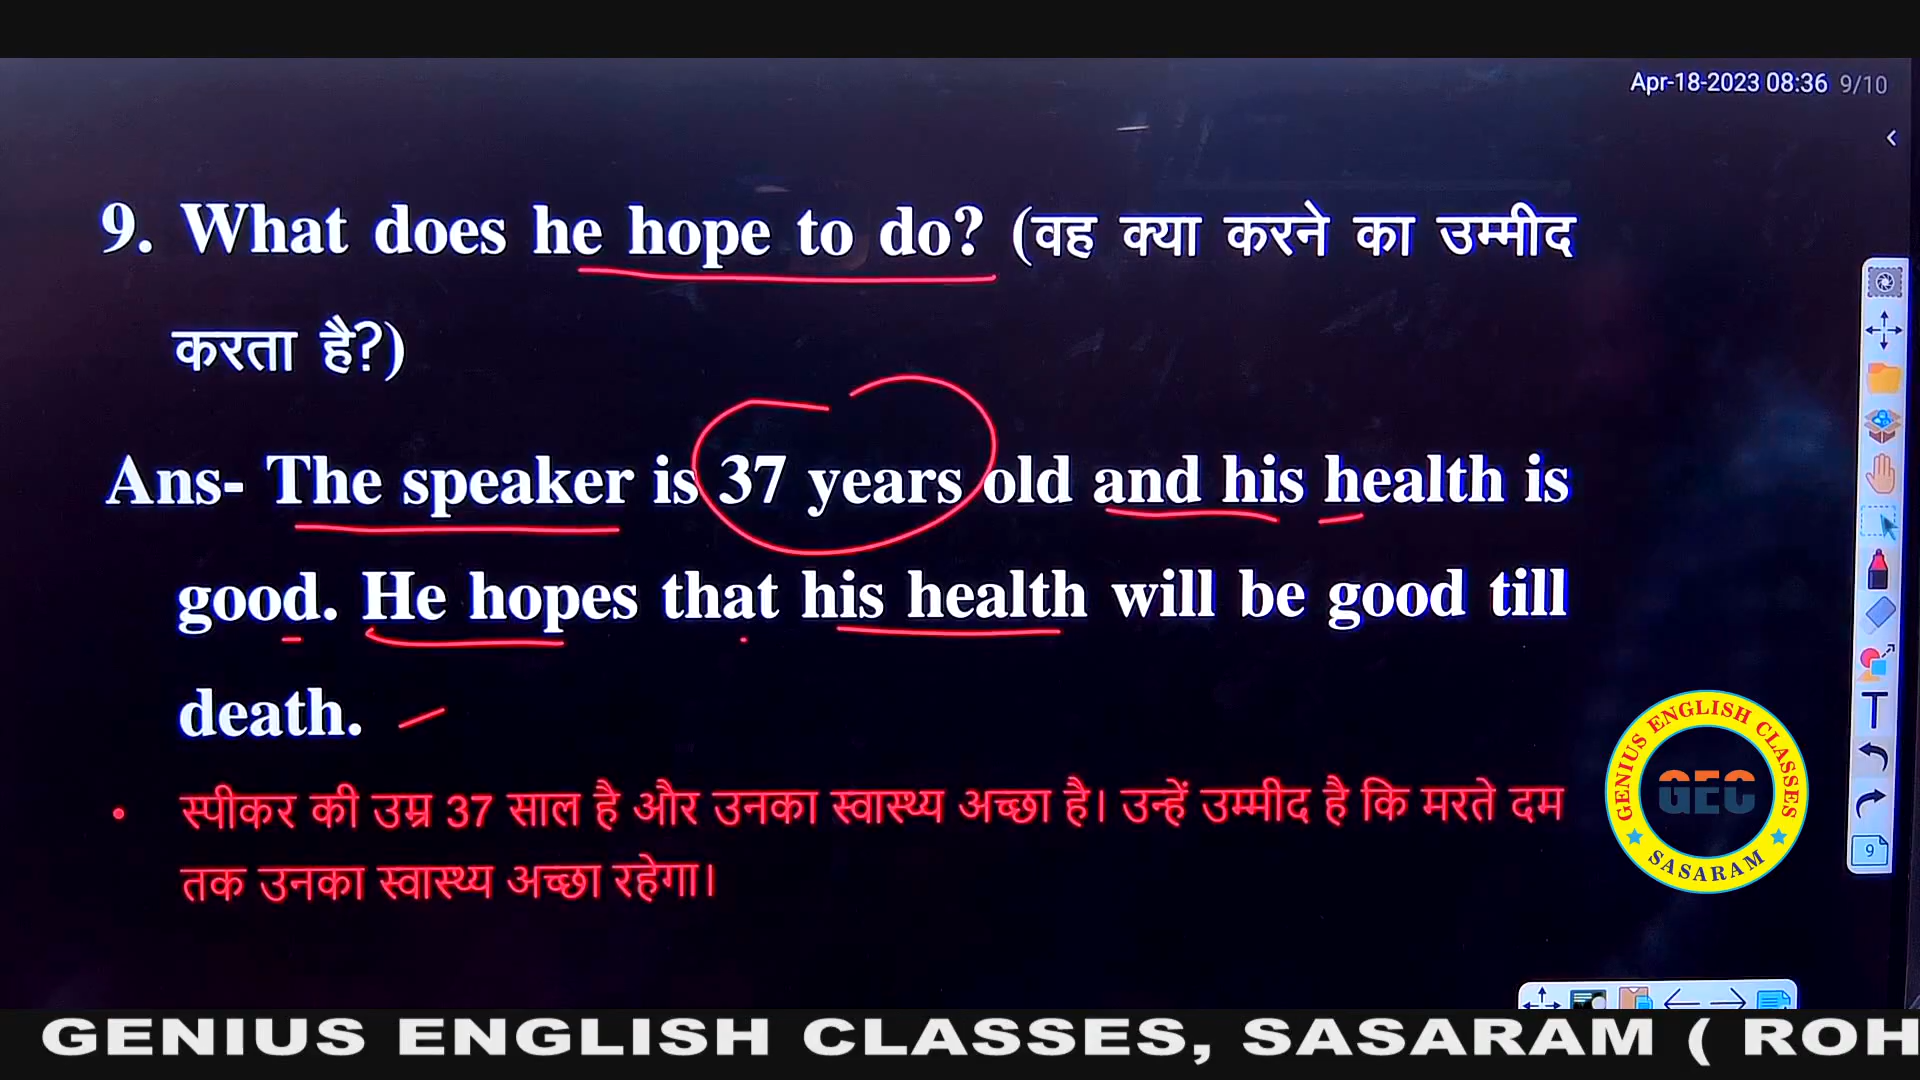 Apr-18-2023 08:36 9/10
9. What does he hope to do? (वह क्या करने का उम्मीद
करता है?)
Ans- The speaker is 37 years old and his health is
good. He hopes that his health will be good till
death.
• स्पीकर की उम्र 37 साल है और उनका स्वास्थ्य अच्छा है। उन्हें उम्मीद है कि मरते दम
तक उनका स्वास्थ्य अच्छा रहेगा।
GENIUS ENGLISH CLASSES
GEC
SASARAM
T
9
GENIUS ENGLISH CLASSES, SASARAM ( ROH